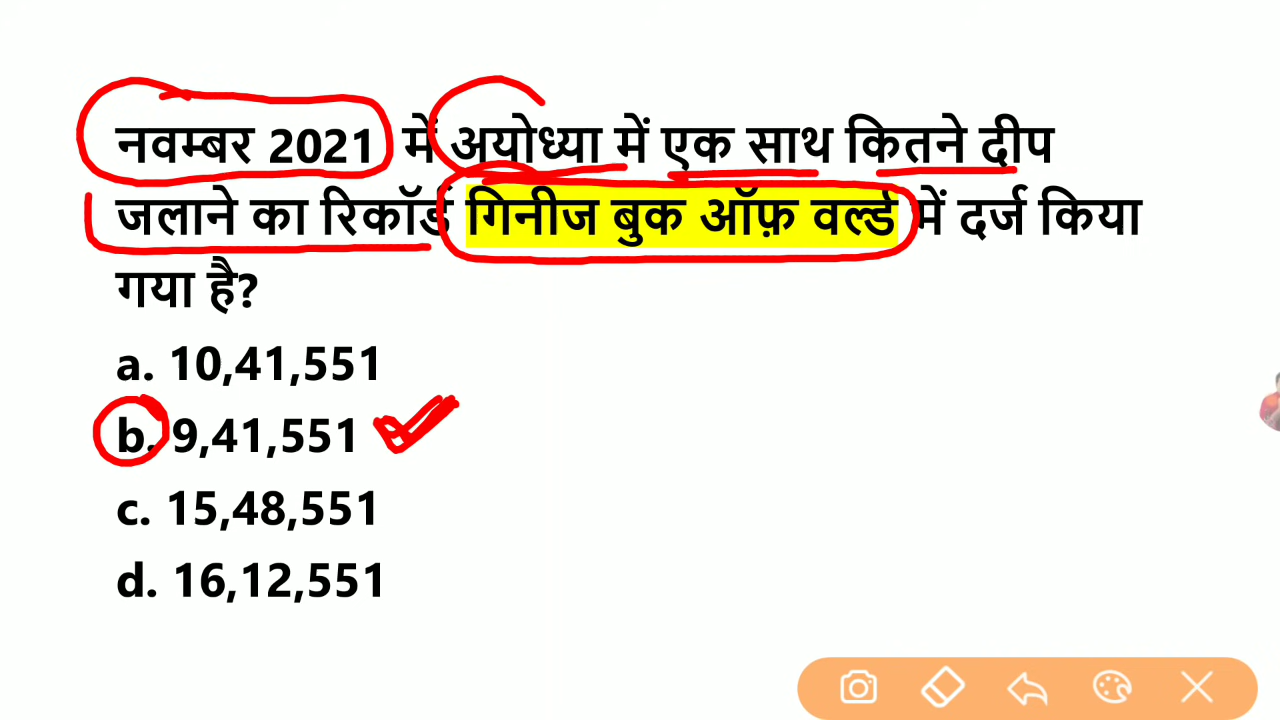 नवम्बर 2021 में अयोध्या में एक साथ कितने दीप
जलाने का रिकॉर्ड गिनीज बुक ऑफ़ वर्ल्ड में दर्ज किया
गया है?
a. 10,41,551
b. 9,41,551
c. 15,48,551
d. 16,12,551